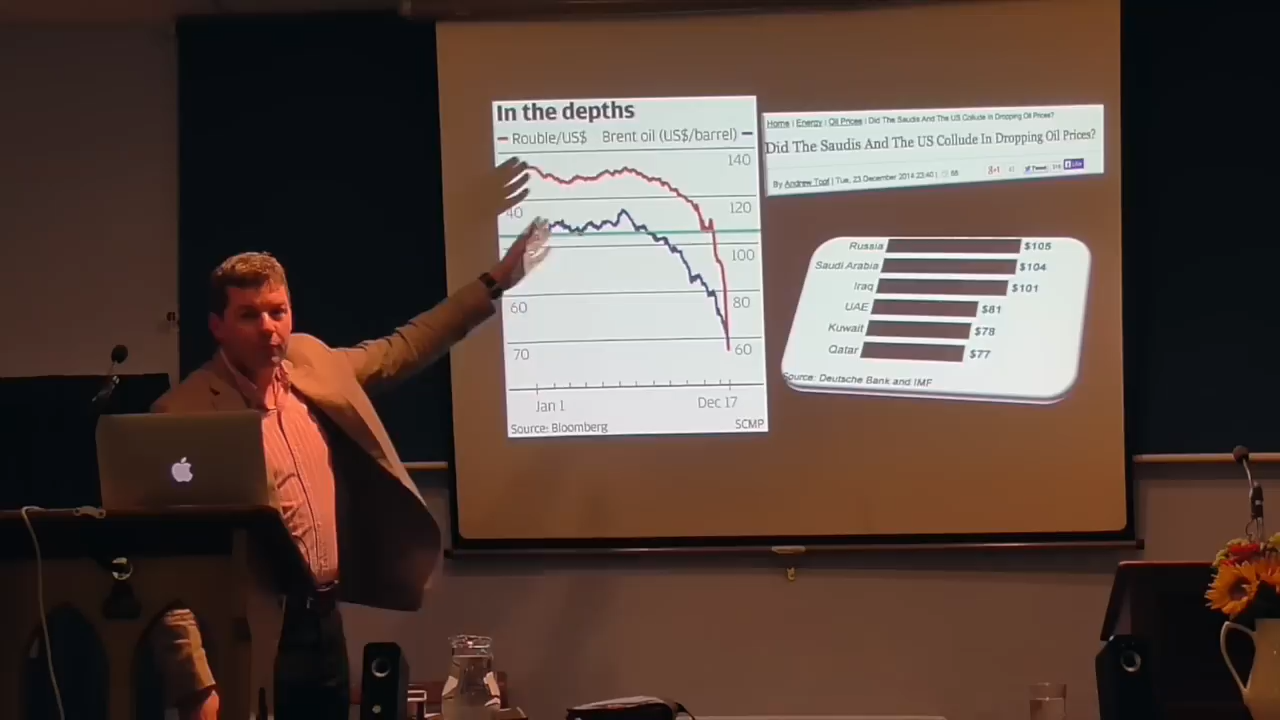 In the depths
Rouble/US$ Brent oil (US$/barrel)
140
40
120
100
60
80
70
60
Jan 1 Dec 17
Source: Bloomberg SCMP
Home | Energy | Oil Prices | Did The Saudis And The US Collude In Dropping Oil Prices?
Did The Saudis And The US Collude In Dropping Oil Prices?
By Andrew Topf | Tue, 23 December 2014 23:40 |
Tweet
Russia $105
Saudi Arabia $104
Iraq $101
UAE $81
Kuwait $78
Qatar $77
Source: Deutsche Bank and IMF